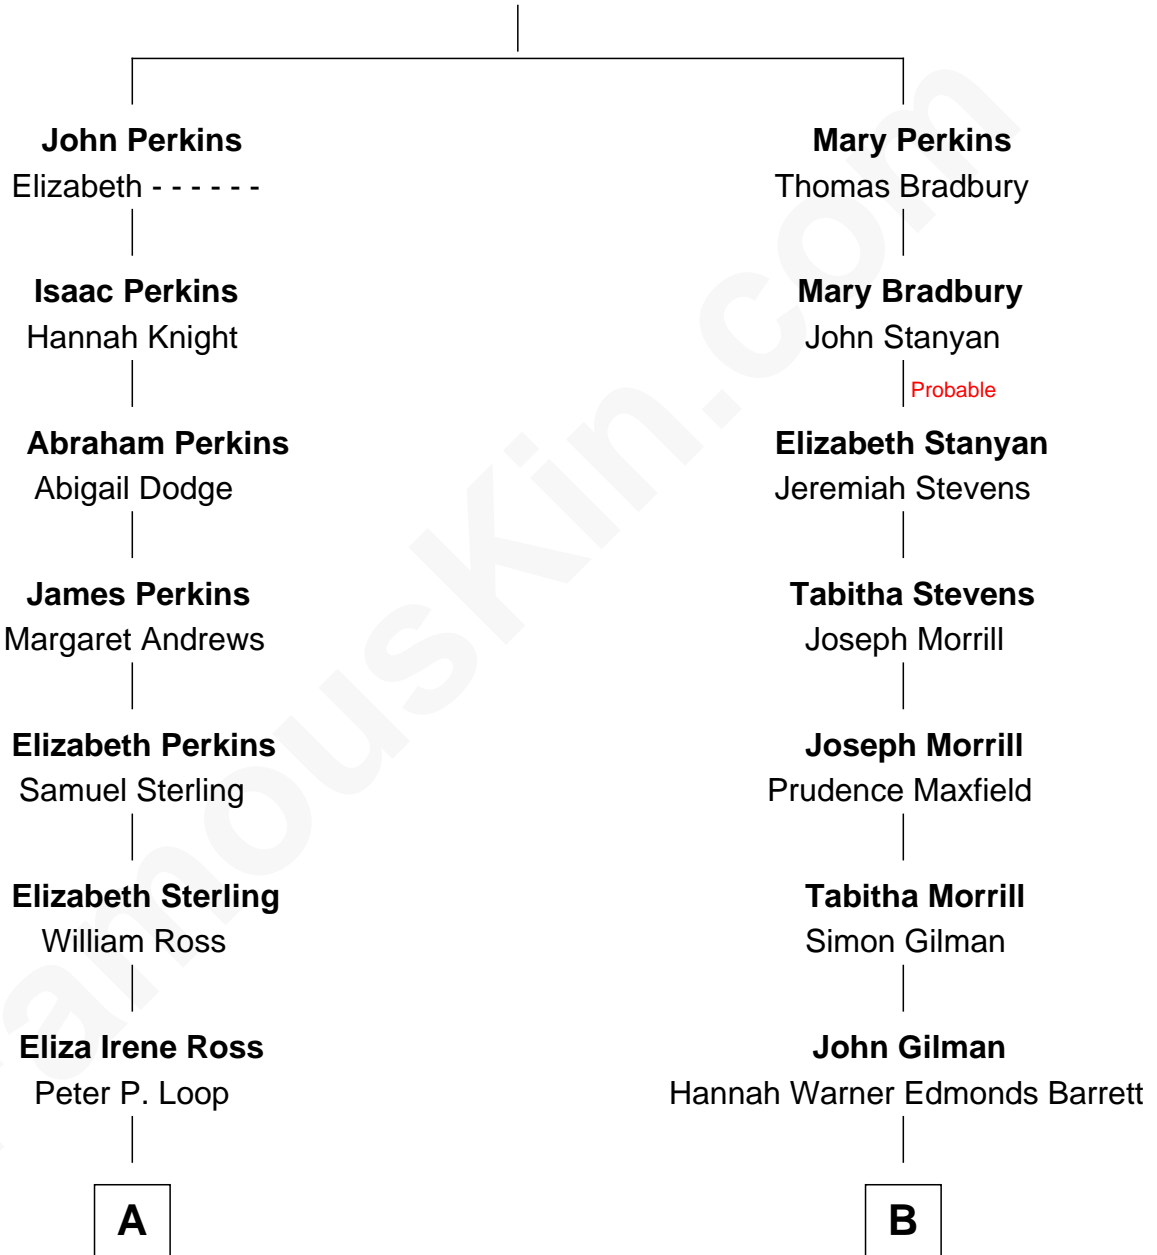 John Perkins
Elizabeth - - - - - -
Mary Perkins
Thomas Bradbury
Isaac Perkins
Hannah Knight
Mary Bradbury
John Stanyan
Probable
Abraham Perkins
Abigail Dodge
Elizabeth Stanyan
Jeremiah Stevens
James Perkins
Margaret Andrews
Tabitha Stevens
Joseph Morrill
Elizabeth Perkins
Samuel Sterling
Joseph Morrill
Prudence Maxfield
Elizabeth Sterling
William Ross
Tabitha Morrill
Simon Gilman
Eliza Irene Ross
Peter P. Loop
John Gilman
Hannah Warner Edmonds Barrett
A
B
FamousKin.com